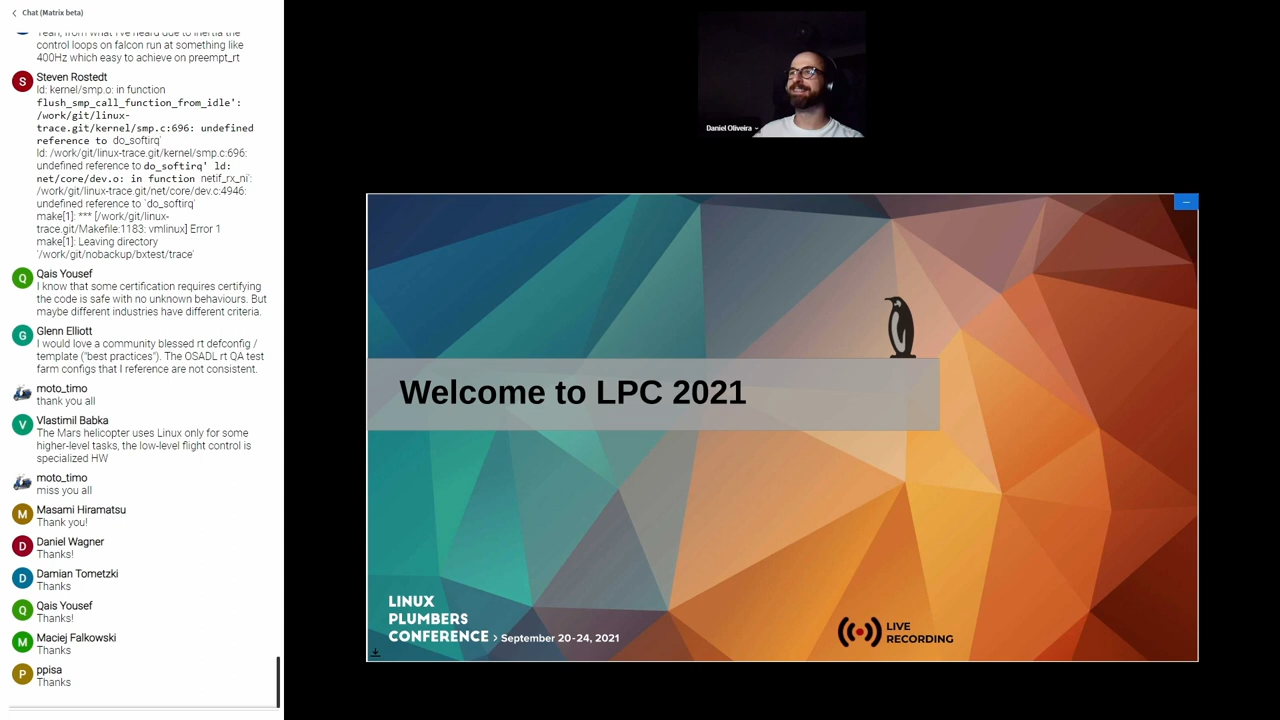 Chat (Matrix beta)
Yeah, from what I've heard due to inertia the
control loops on falcon run at something like
400Hz which easy to achieve on preempt_rt
S
Steven Rostedt
ld: kernel/smp.o: in function
flush_smp_call_function_from_idle':
/work/git/linux-
trace.git/kernel/smp.c:696: undefined
reference to do_softirq'
ld: /work/git/linux-trace.git/kernel/smp.c:696:
undefined reference to do_softirq' ld:
net/core/dev.o: in function netif_rx_ni':
/work/git/linux-trace.git/net/core/dev.c:4946:
undefined reference to `do_softirq'
make[1]: *** [/work/git/linux-
trace.git/Makefile:1183: vmlinux] Error 1
make[1]: Leaving directory
'/work/git/nobackup/bxtest/trace'
Q
Qais Yousef
I know that some certification requires certifying
the code is safe with no unknown behaviours. But
maybe different industries have different criteria.
G
Glenn Elliott
I would love a community blessed rt defconfig /
template ("best practices"). The OSADL rt QA test
farm configs that I reference are not consistent.
moto_timo
thank you all
V
Vlastimil Babka
The Mars helicopter uses Linux only for some
higher-level tasks, the low-level flight control is
specialized HW
moto_timo
miss you all
M
Masami Hiramatsu
Thank you!
D
Daniel Wagner
Thanks!
D
Damian Tometzki
Thanks
Q
Qais Yousef
Thanks!
M
Maciej Falkowski
Thanks
P
ppisa
Thanks
Daniel Oliveira
Welcome to LPC 2021
LINUX
PLUMBERS
CONFERENCE > September 20-24, 2021
LIVE
RECORDING